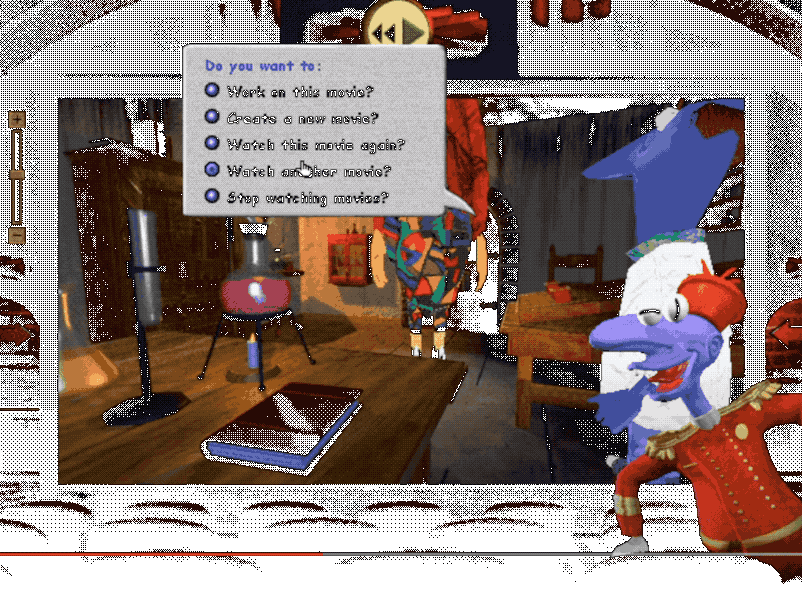 Do you want to:
Work on this movie?
Create a new movie?
Watch this movie again?
Watch another movie?
Stop watching movies?